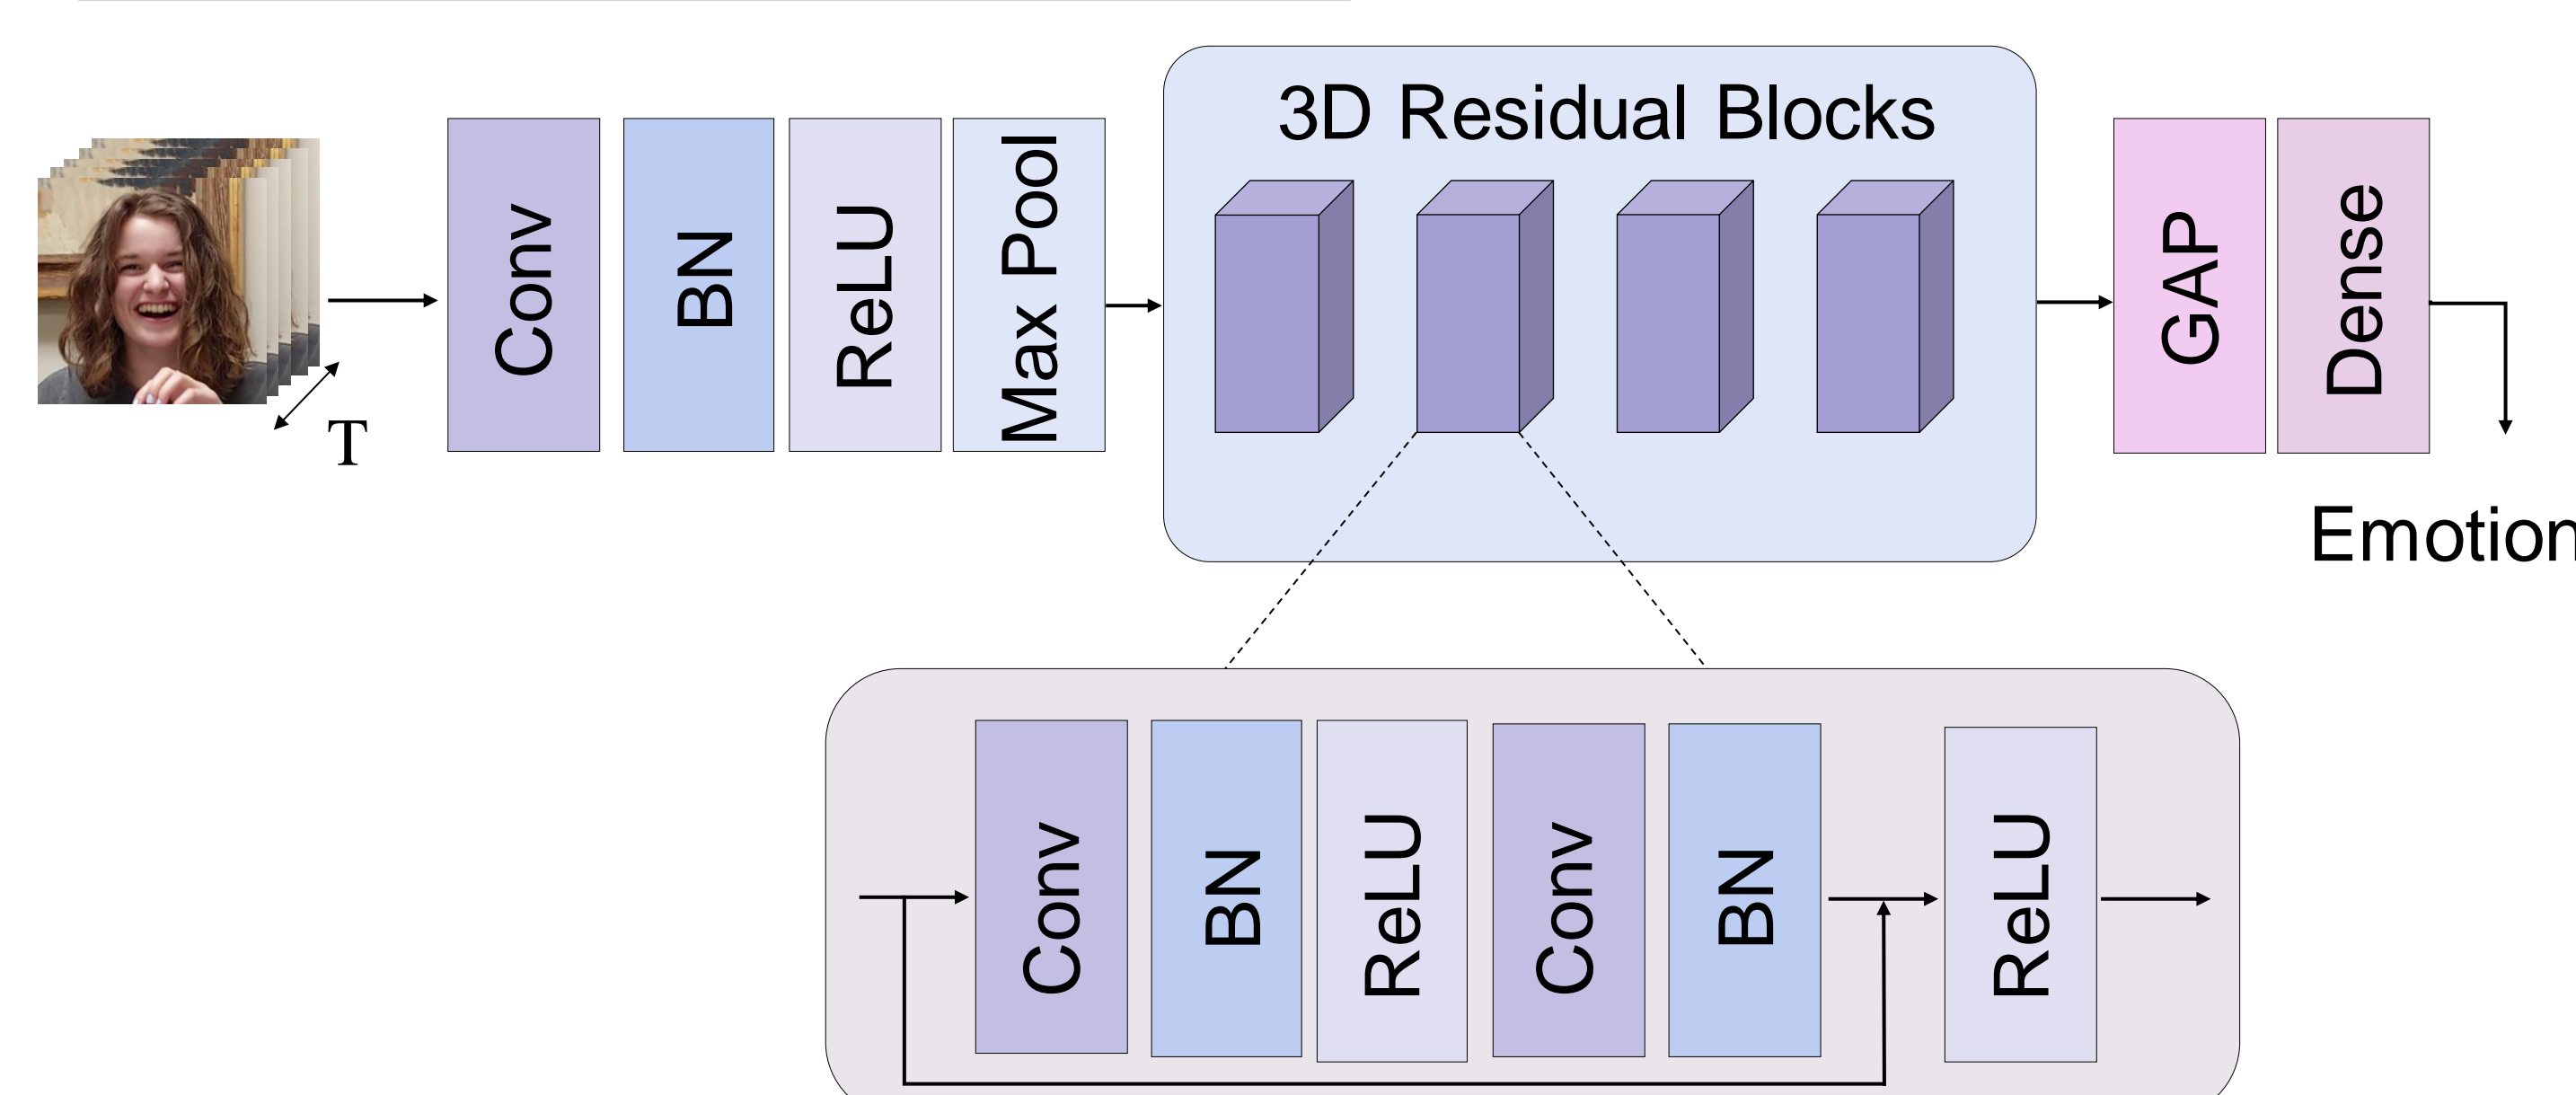 3D Residual Blocks
Conv
BN
ReLU
Max Pool
GAP
Dense
T
Emotion
Conv
BN
ReLU
Conv
BN
ReLU